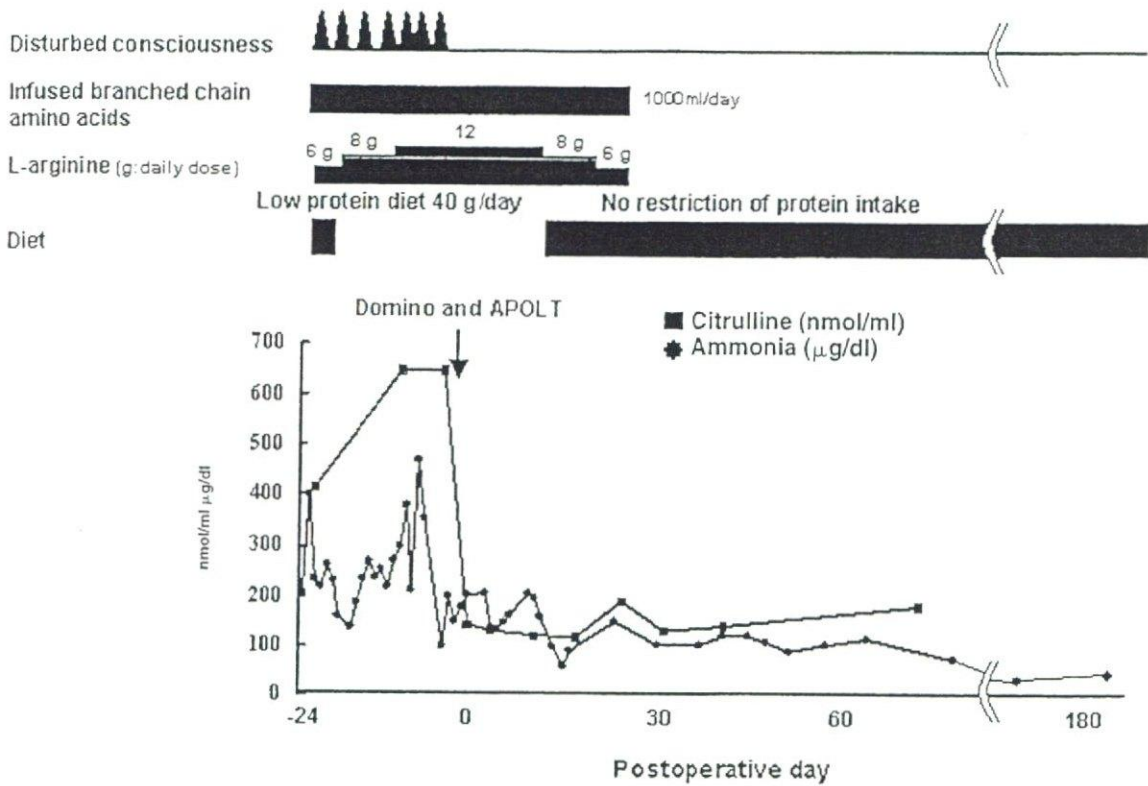 Disturbed consciousness
Infused branched chain
amino acids
1000ml/day
L-arginine (g:daily dose)
6 g
8 g
12
8 g
6 g
Low protein diet 40 g/day
No restriction of protein intake
Diet
Domino and APOLT
Citrulline (nmol/ml)
Ammonia (µg/dl)
nmol/ml µg/dl
700
600
500
400
300
200
100
0
-24
0
30
60
180
Postoperative day